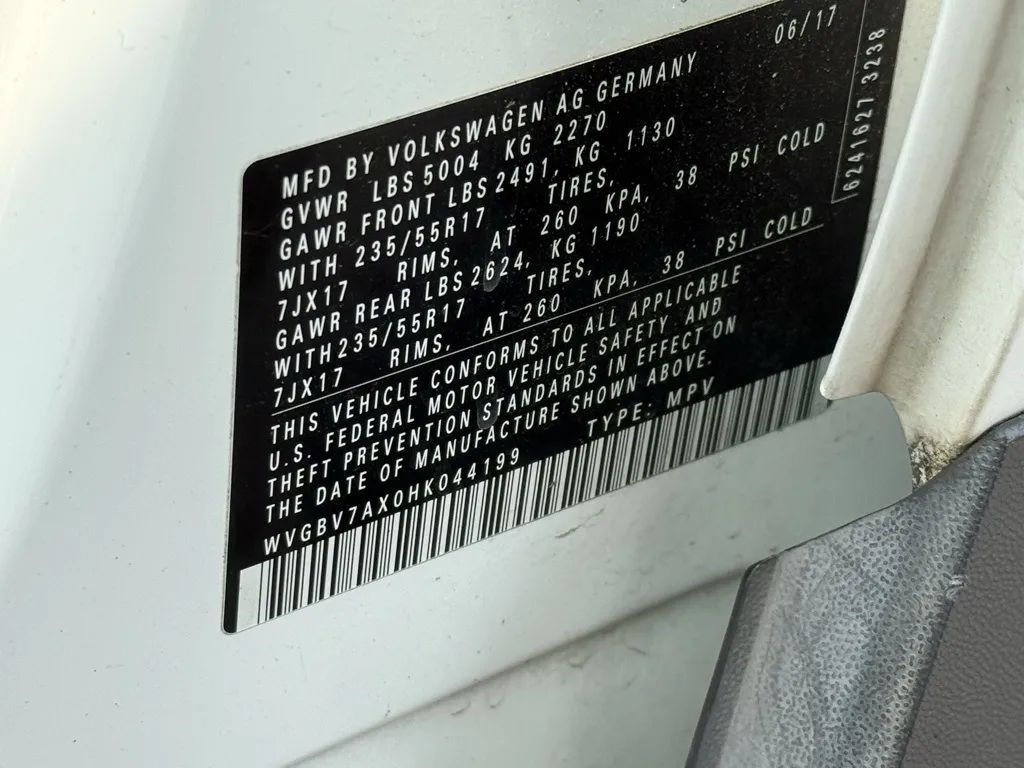 06/17
MFD BY VOLKSWAGEN AG GERMANY
GVWR LBS 5004 KG 2270
GAWR FRONT LBS 2491, KG 1130
WITH 235/55R17 TIRES,
7JX17 RIMS, AT 260 KPA, 38 PSI COLD
GAWR REAR LBS 2624, KG 1190
WITH 235/55R17 TIRES,
7JX17 RIMS, AT 260 KPA, 38 PSI COLD
THIS VEHICLE CONFORMS TO ALL APPLICABLE
U.S. FEDERAL MOTOR VEHICLE SAFETY AND
THEFT PREVENTION STANDARDS IN EFFECT ON
THE DATE OF MANUFACTURE SHOWN ABOVE.
WVGBV7AX0HK044199 TYPE: MPV
6241627 3238